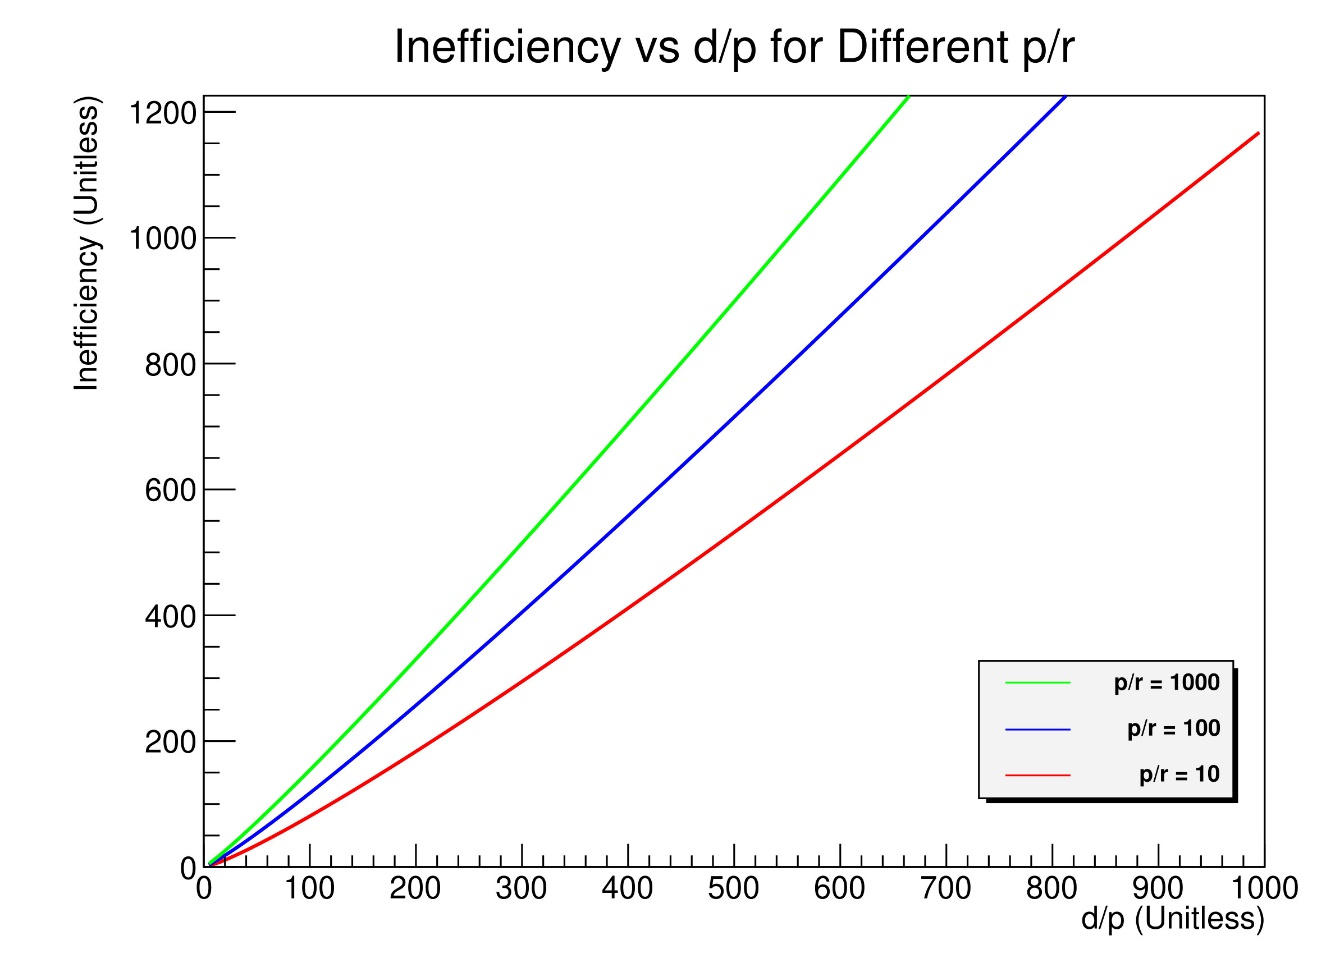 Inefficiency vs d/p for Different p/r
Inefficiency (Unitless)
1200
1000
800
600
400
200
0
0 100 200 300 400 500 600 700 800 900 1000
d/p (Unitless)
p/r = 1000
p/r = 100
p/r = 10